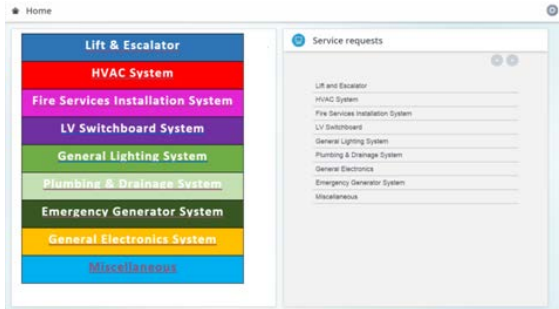 Home
Lift & Escalator
HVAC System
Fire Services Installation System
LV Switchboard System
General Lighting System
Plumbing & Drainage System
Emergency Generator System
General Electronics System
Miscellaneous
Service requests
Lift and Escalator
HVAC System
Fire Services Installation System
LV Switchboard
General Lighting System
Plumbing & Drainage System
General Electronics
Emergency Generator System
Miscellaneous